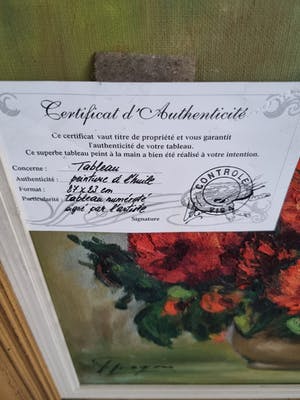 Certificat d'Authenticité
Ce certificat vaut titre de propriété et vous garantit
l'authenticité de votre tableau.
Ce superbe tableau peint à la main a bien été réalisé à votre intention.
Concerne : Tableau
Authenticité : peinture à l'huile
Format : 87 x 83 cm
Particularité : tableau numéroté
signé par l'artiste
Signature
CONTROLE